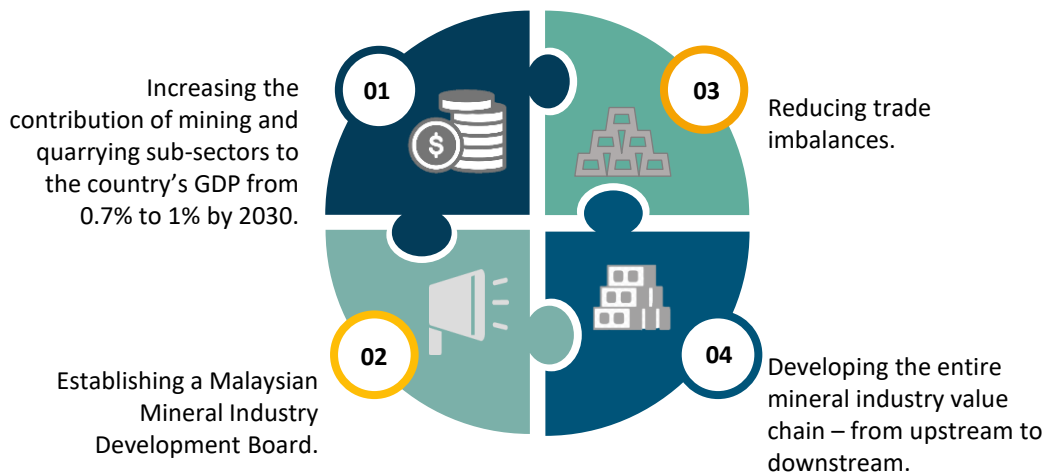 01
Increasing the
contribution of mining and
quarrying sub-sectors to
the country’s GDP from
0.7% to 1% by 2030.
$
02
Establishing a Malaysian
Mineral Industry
Development Board.
03
Reducing trade
imbalances.
04
Developing the entire
mineral industry value
chain – from upstream to
downstream.